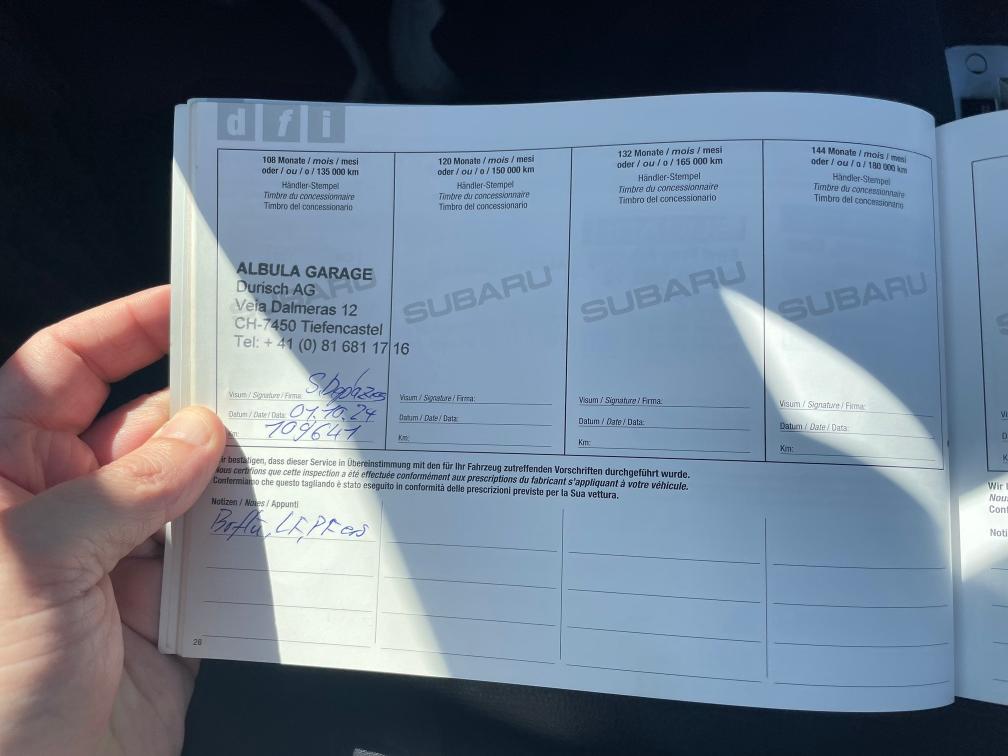 d f i
108 Monate / mois / mesi
oder / ou / o / 135 000 km
Händler-Stempel
Timbre du concessionnaire
Timbro del concessionario
ALBULA GARAGE
Durisch AG
Veia Dalmeras 12
CH-7450 Tiefencastel
Tel: + 41 (0) 81 681 17 16
SUBARU
Visum / Signature / Firma:
Datum / Date / Data: 01.10.24
Km: 109641
120 Monate / mois / mesi
oder / ou / o / 150 000 km
Händler-Stempel
Timbre du concessionnaire
Timbro del concessionario
SUBARU
Visum / Signature / Firma:
Datum / Date / Data:
Km:
132 Monate / mois / mesi
oder / ou / o / 165 000 km
Händler-Stempel
Timbre du concessionnaire
Timbro del concessionario
SUBARU
Visum / Signature / Firma:
Datum / Date / Data:
Km:
144 Monate / mois / mesi
oder / ou / o / 180 000 km
Händler-Stempel
Timbre du concessionnaire
Timbro del concessionario
SUBARU
Visum / Signature / Firma:
Datum / Date / Data:
Km:
bestätigen, dass dieser Service in Übereinstimmung mit den für Ihr Fahrzeug zutreffenden Vorschriften durchgeführt wurde.
Nous certifions que cette inspection a été effectuée conformément aux prescriptions du fabricant s'appliquant à votre véhicule.
Confermiamo che questo tagliando è stato eseguito in conformità delle prescrizioni previste per la Sua vettura.
Notizen / Notes / Appunti
LF, PF
26
Wir
Nous